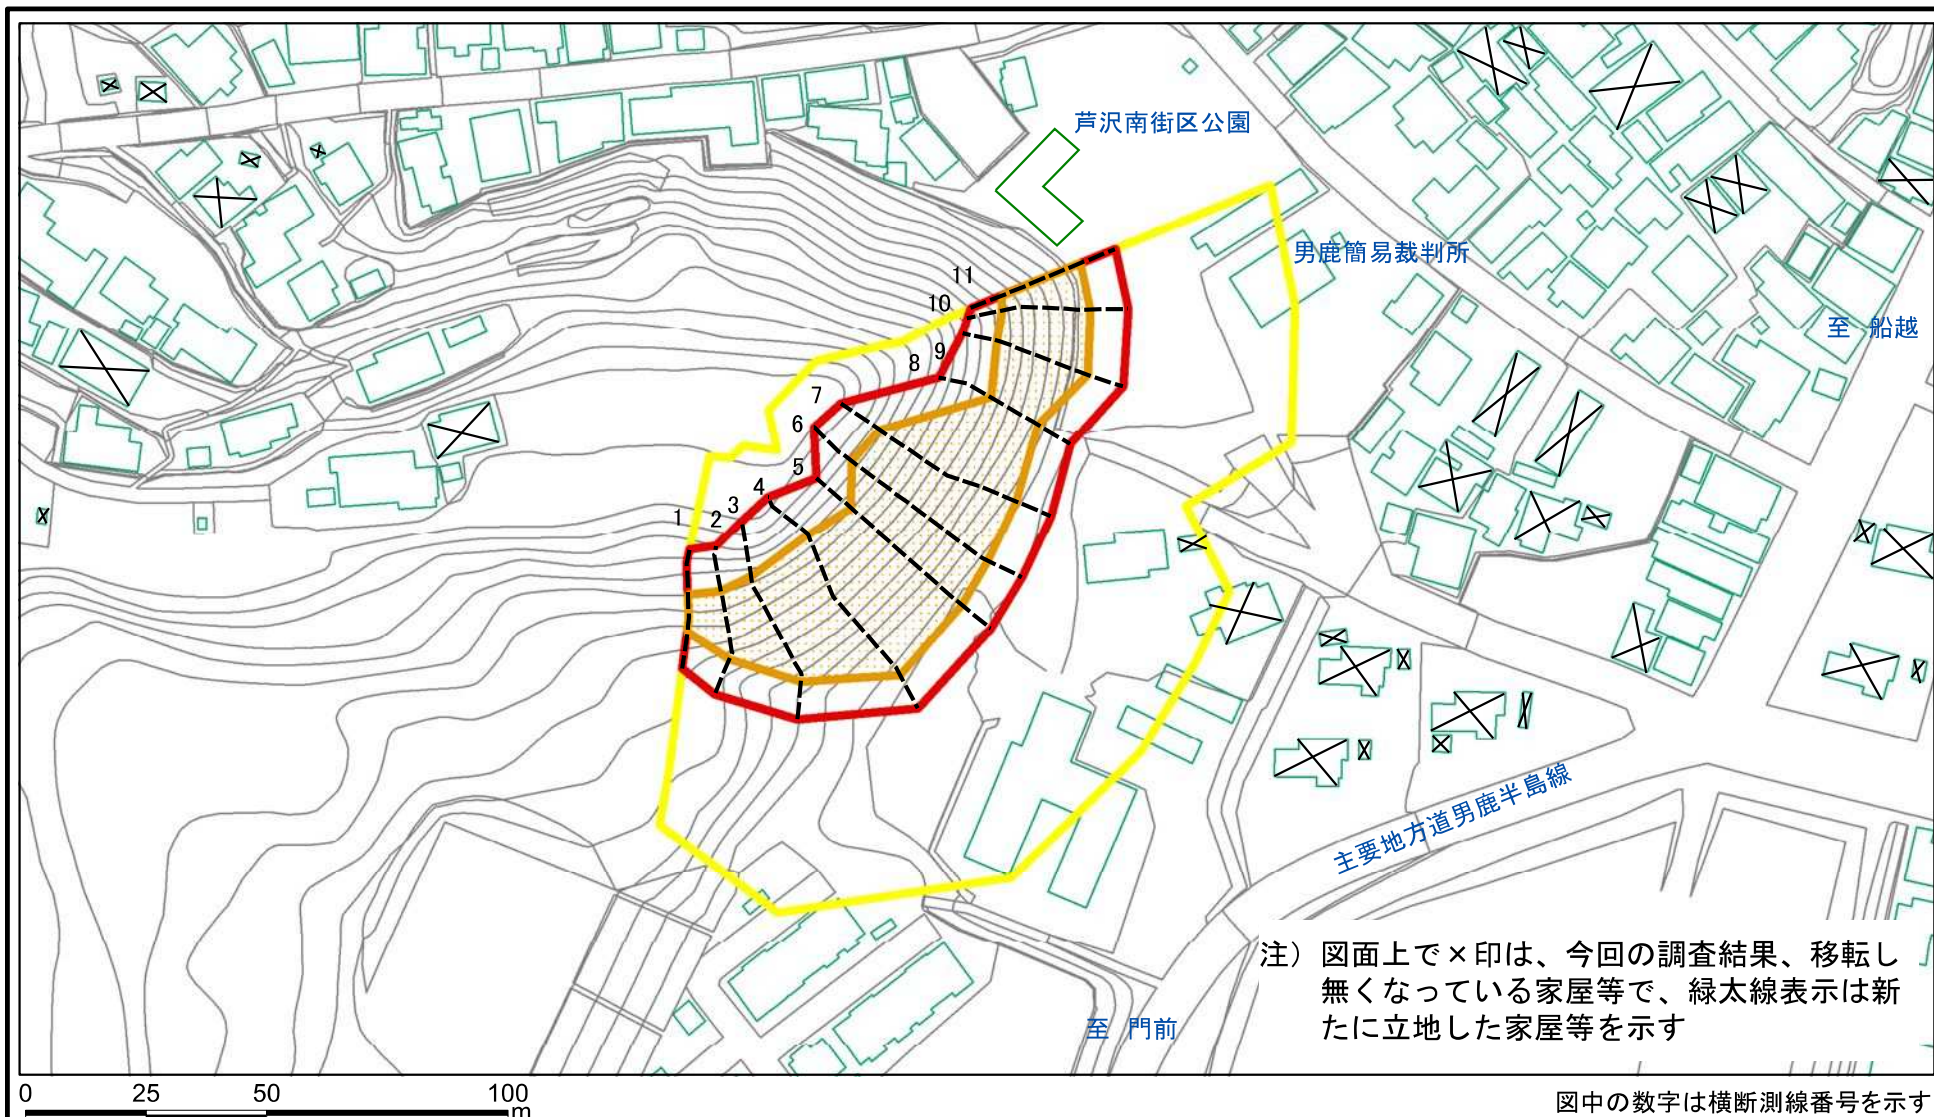 芦沢南街区公園
男鹿簡易裁判所
至 船越
11
10
9
8
7
6
5
4
3
2
1
主要地方道男鹿半島線
注）図面上で×印は、今回の調査結果、移転し
無くなっている家屋等で、緑太線表示は新
たに立地した家屋等を示す
至 門前
0 25 50 100
m
図中の数字は横断測線番号を示す